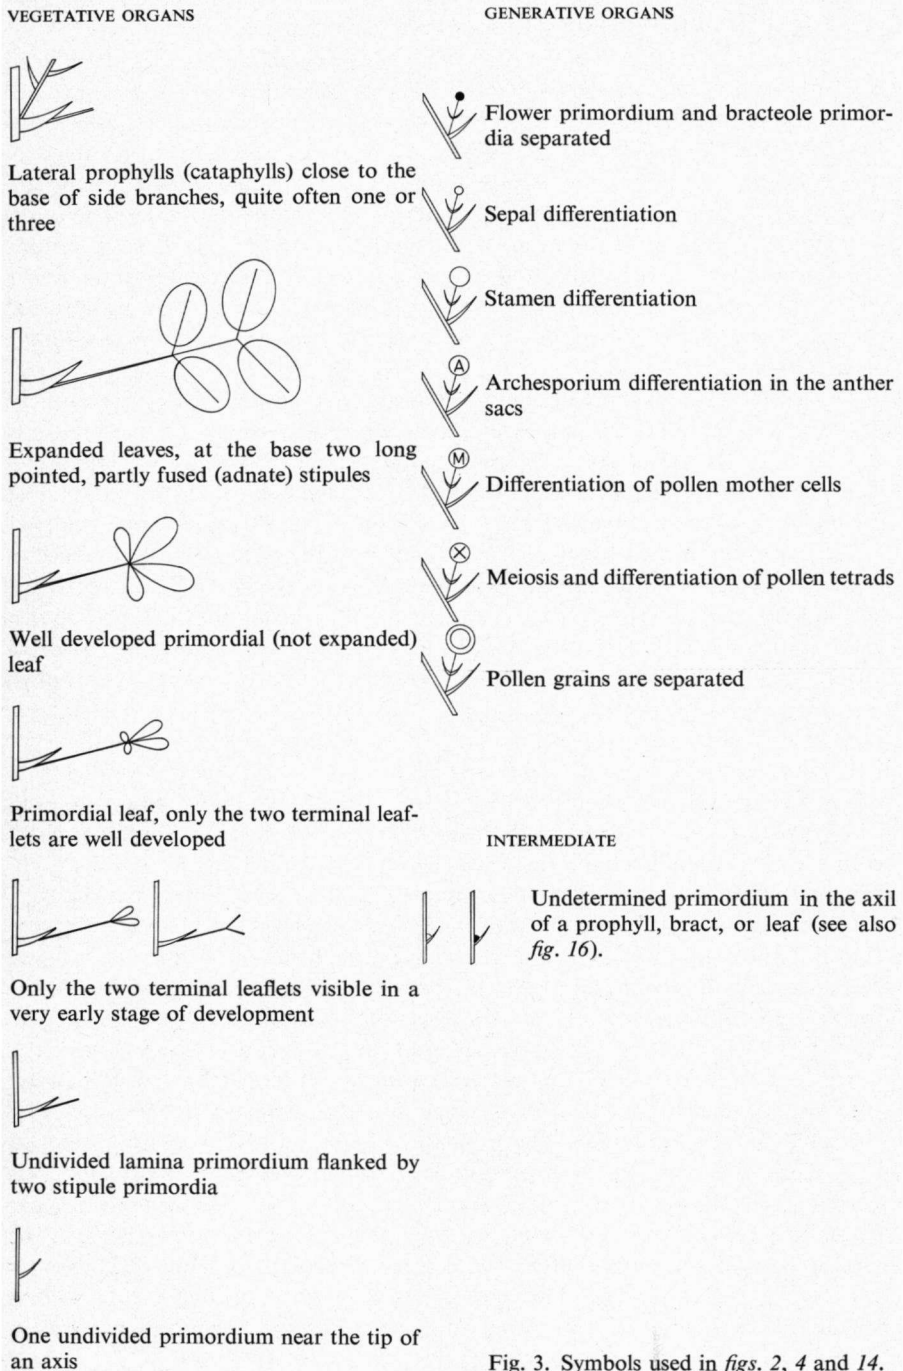 VEGETATIVE ORGANS
Lateral prophylls (cataphylls) close to the
base of side branches, quite often one or
three
Expanded leaves, at the base two long
pointed, partly fused (adnate) stipules
Well developed primordial (not expanded)
leaf
Primordial leaf, only the two terminal leaf-
lets are well developed
Only the two terminal leaflets visible in a
very early stage of development
Undivided lamina primordium flanked by
two stipule primordia
One undivided primordium near the tip of
an axis
GENERATIVE ORGANS
Flower primordium and bracteole primor-
dia separated
Sepal differentiation
Stamen differentiation
A
Archesporium differentiation in the anther
sacs
M
Differentiation of pollen mother cells
Meiosis and differentiation of pollen tetrads
Pollen grains are separated
INTERMEDIATE
Undetermined primordium in the axil
of a prophyll, bract, or leaf (see also
fig. 16).
Fig. 3. Symbols used in figs. 2, 4 and 14.